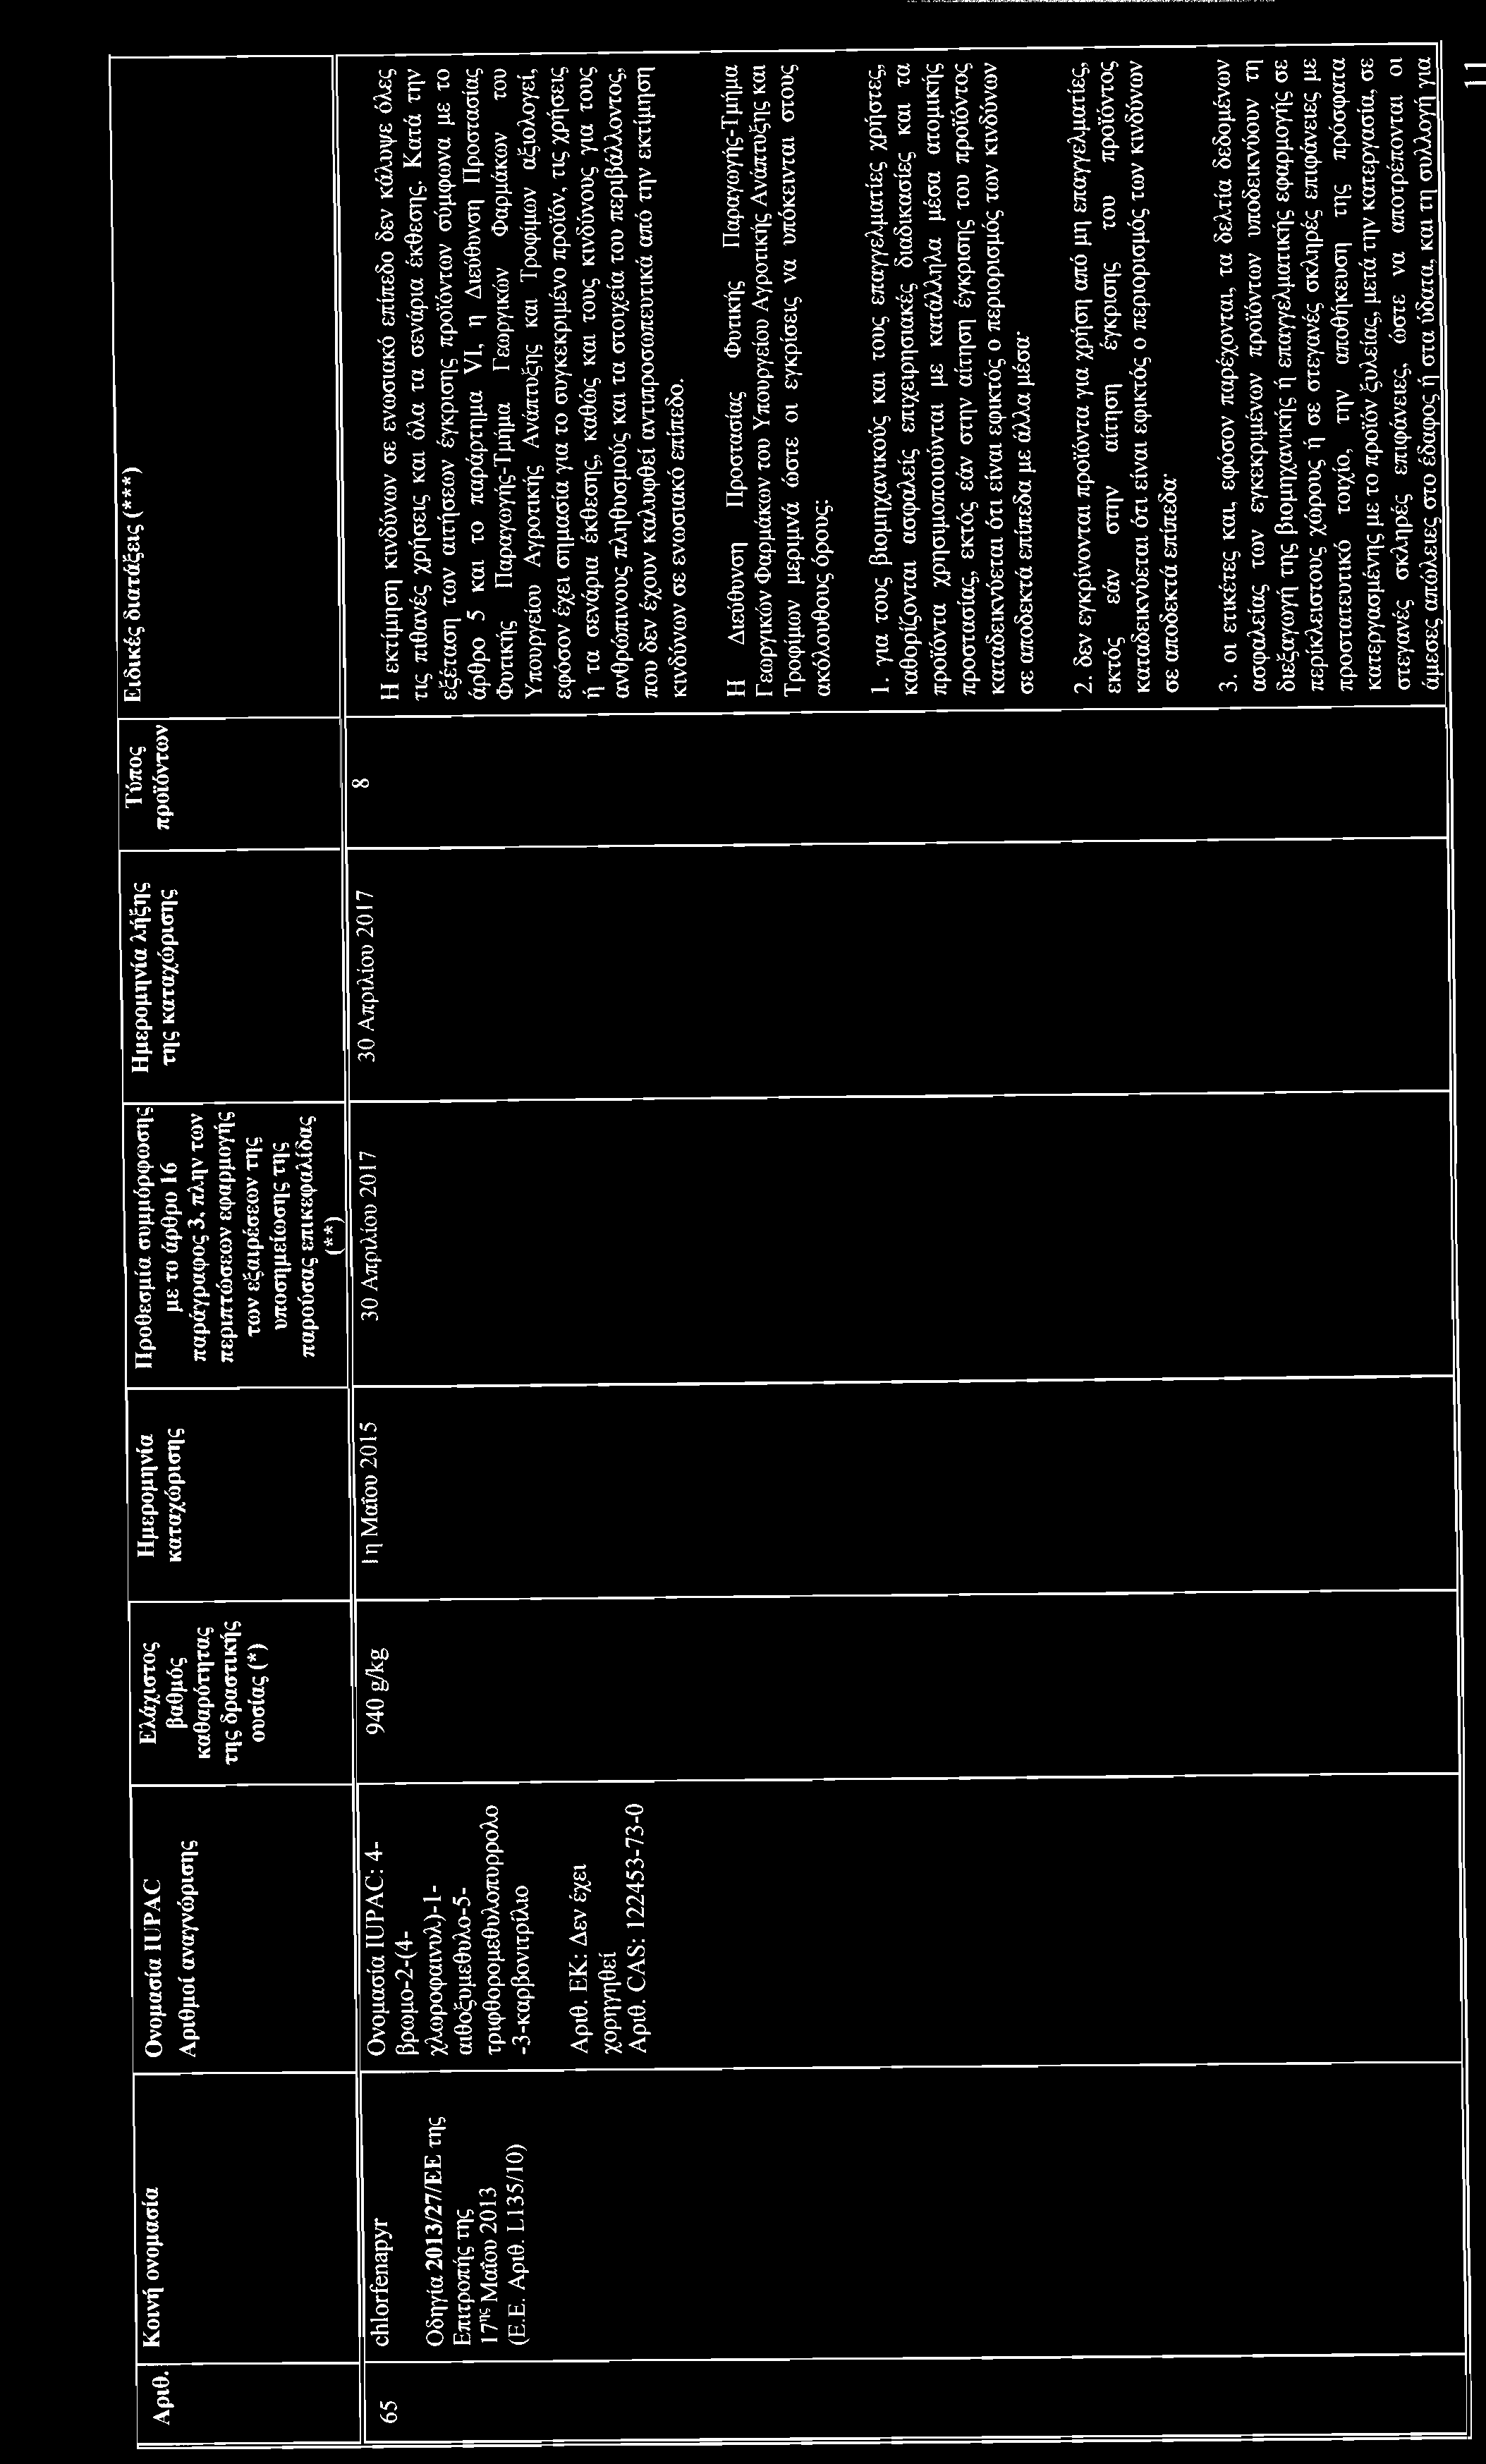 Αριθ.
Κοινή ονομασία
Ονομασία IUPAC
Αριθμοί αναγνώρισης
Ελάχιστος
βαθμός
καθαρότητας
της δραστικής
ουσίας (*)
Ημερομηνία
καταχώρισης
Προθεσμία συμμόρφωσης
με το άρθρο 16
παράγραφος 3, πλην των
περιπτώσεων εφαρμογής
των εξαιρέσεων της
υποσημείωσης της
παρούσας επικεφαλίδας
(**)
Ημερομηνία λήξης
της καταχώρισης
Τύπος
προϊόντων
Ειδικές διατάξεις (***)
65
chlorfenapyr
Οδηγία 2013/27/ΕΕ της
Επιτροπής της
17ης Μαΐου 2013
(Ε.Ε. Αριθ. L135/10)
Ονομασία IUPAC: 4-
βρωμο-2-(4-
χλωροφαινυλ)-1-
αιθοξυμεθυλο-5-
τριφθορομεθυλοπυρρολο
-3-καρβονιτρίλιο
Αριθ. ΕΚ: Δεν έχει
χορηγηθεί
Αριθ. CAS: 122453-73-0
940 g/kg
1η Μαΐου 2015
30 Απριλίου 2017
30 Απριλίου 2017
8
Η εκτίμηση κινδύνων σε ενωσιακό επίπεδο δεν κάλυψε όλες
τις πιθανές χρήσεις και όλα τα σενάρια έκθεσης. Κατά την
εξέταση των αιτήσεων έγκρισης προϊόντων σύμφωνα με το
άρθρο 5 και το παράρτημα VI, η Διεύθυνση Προστασίας
Φυτικής Παραγωγής-Τμήμα Γεωργικών Φαρμάκων του
Υπουργείου Αγροτικής Ανάπτυξης και Τροφίμων αξιολογεί,
εφόσον έχει σημασία για το συγκεκριμένο προϊόν, τις χρήσεις
ή τα σενάρια έκθεσης, καθώς και τους κινδύνους για τους
ανθρώπινους πληθυσμούς και τα στοιχεία του περιβάλλοντος,
που δεν έχουν καλυφθεί αντιπροσωπευτικά από την εκτίμηση
κινδύνων σε ενωσιακό επίπεδο.
Η Διεύθυνση Προστασίας Φυτικής Παραγωγής-Τμήμα
Γεωργικών Φαρμάκων του Υπουργείου Αγροτικής Ανάπτυξης και
Τροφίμων μεριμνά ώστε οι εγκρίσεις να υπόκεινται στους
ακόλουθους όρους:
1. για τους βιομηχανικούς και τους επαγγελματίες χρήστες,
καθορίζονται ασφαλείς επιχειρησιακές διαδικασίες και τα
προϊόντα χρησιμοποιούνται με κατάλληλα μέσα ατομικής
προστασίας, εκτός εάν στην αίτηση έγκρισης του προϊόντος
καταδεικνύεται ότι είναι εφικτός ο περιορισμός των κινδύνων
σε αποδεκτά επίπεδα με άλλα μέσα·
2. δεν εγκρίνονται προϊόντα για χρήση από μη επαγγελματίες,
εκτός εάν στην αίτηση έγκρισης του προϊόντος
καταδεικνύεται ότι είναι εφικτός ο περιορισμός των κινδύνων
σε αποδεκτά επίπεδα·
3. οι ετικέτες και, εφόσον παρέχονται, τα δελτία δεδομένων
ασφαλείας των εγκεκριμένων προϊόντων υποδεικνύουν τη
διεξαγωγή της βιομηχανικής ή επαγγελματικής εφαρμογής σε
περίκλειστους χώρους ή σε στεγανές σκληρές επιφάνειες με
προστατευτικό τοιχίο, την αποθήκευση της πρόσφατα
κατεργασμένης με το προϊόν ξυλείας, μετά την κατεργασία, σε
στεγανές σκληρές επιφάνειες, ώστε να αποτρέπονται οι
άμεσες απώλειες στο έδαφος ή στα ύδατα, και τη συλλογή για
11